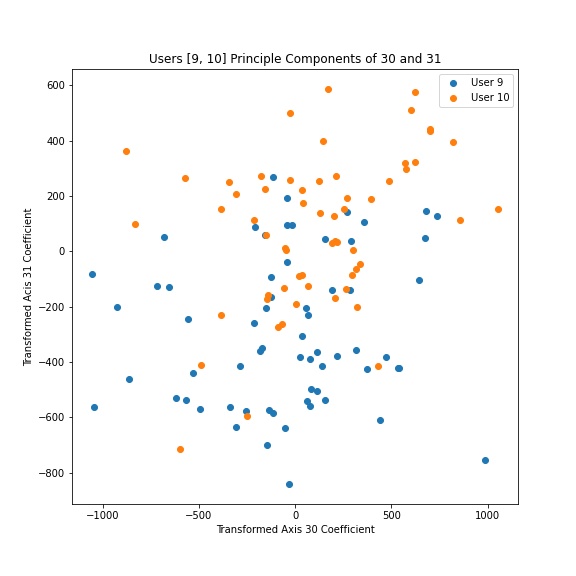 Users [9, 10] Principle Components of 30 and 31
User 9
User 10
600
400
200
0
−200
−400
−600
−800
Transformed Acis 31 Coefficient
−1000
−500
0
500
1000
Transformed Axis 30 Coefficient